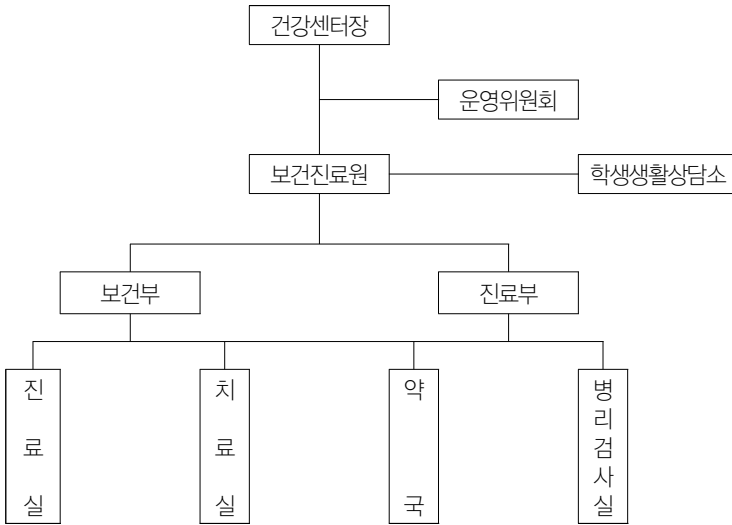 건강센터장
운영위원회
보건진료원
학생생활상담소
보건부
진료부
진료실
치료실
약국
병리검사실